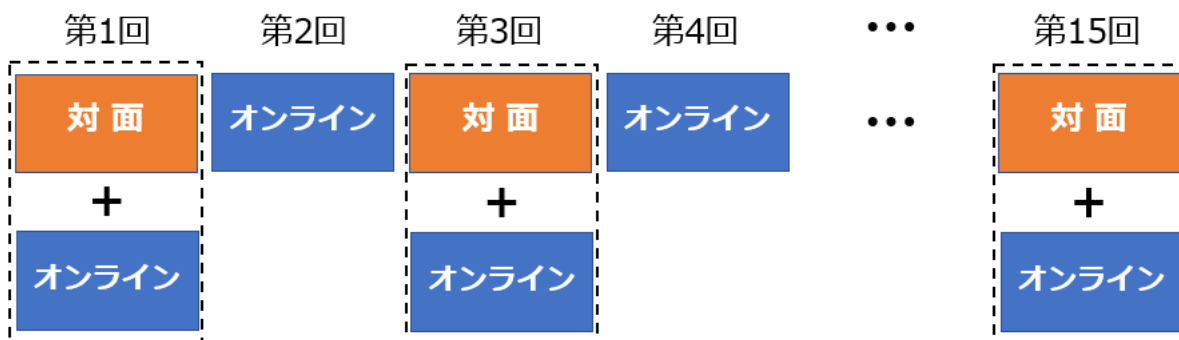 第1回 第2回 第3回 第4回 ••• 第15回
対 面 オンライン 対 面 オンライン ••• 対 面
+ + +
オンライン オンライン オンライン